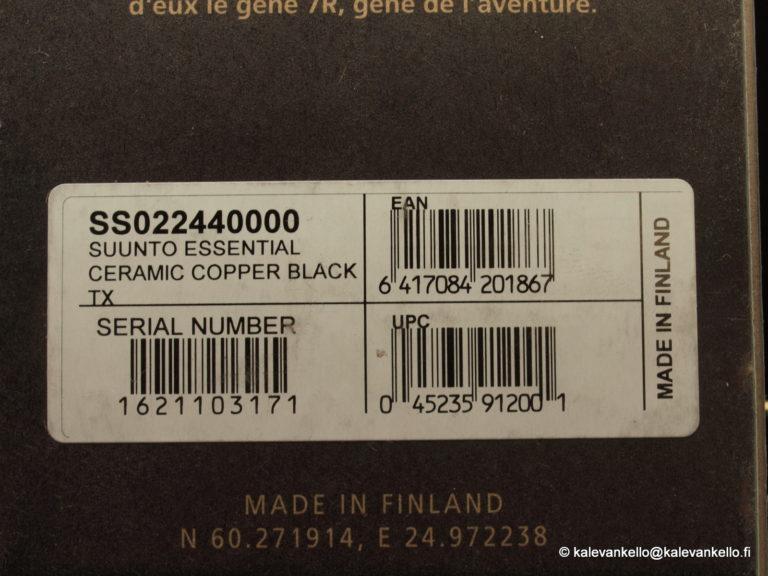 d'eux le gène 7R, gène de l'aventure.
SS022440000
SUUNTO ESSENTIAL
CERAMIC COPPER BLACK
TX
EAN
6 417084 201867
SERIAL NUMBER
1621103171
UPC
0 45235 91200 1
MADE IN FINLAND
MADE IN FINLAND
N 60.271914, E 24.972238
© kalevankello@kalevankello.fi